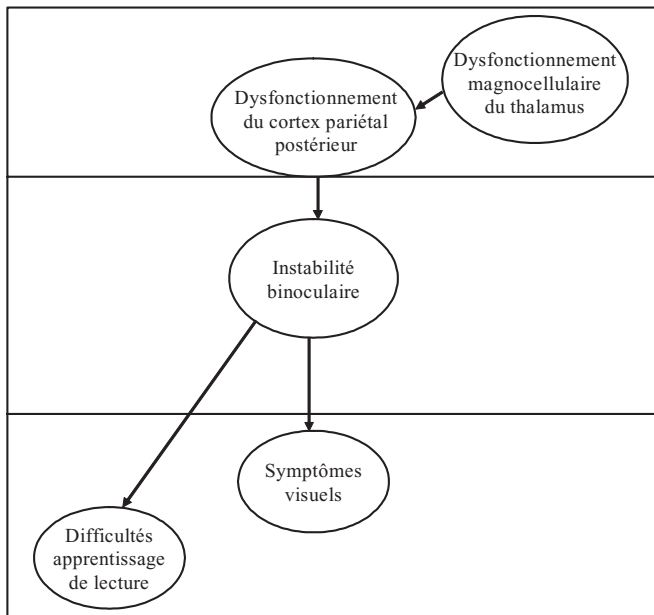 Dysfonctionnement
magnocellulaire
du thalamus
Dysfonctionnement
du cortex pariétal
postérieur
Instabilité
binoculaire
Symptômes
visuels
Difficultés
apprentissage
de lecture